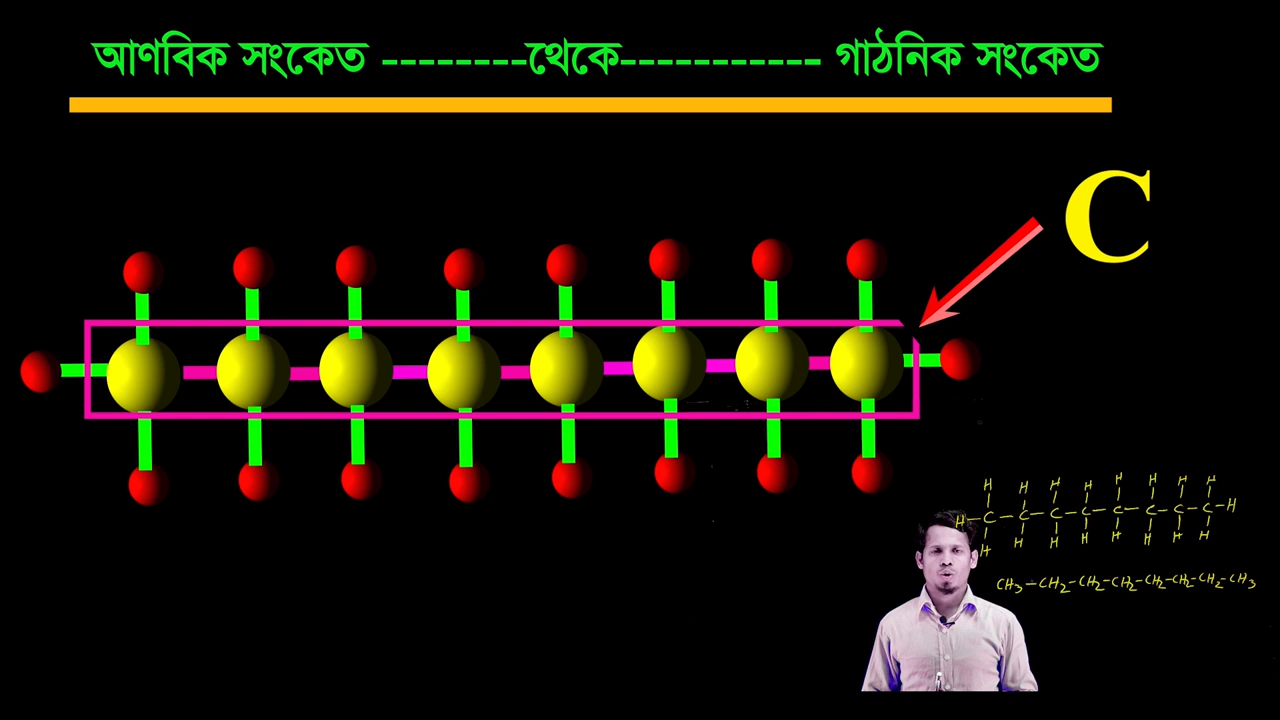 আণবিক সংকেত --------থেকে----------- গাঠনিক সংকেত
C
H H H H H H H H
H-C-C-C-C-C-C-C-C-H
H H H H H H H H
CH3-CH2-CH2-CH2-CH2-CH2-CH2-CH3